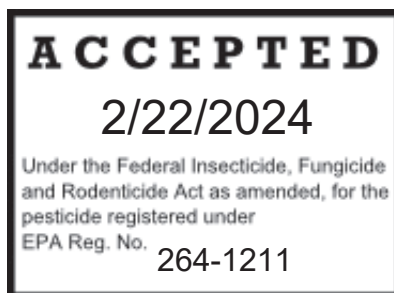 ACCEPTED
2/22/2024
Under the Federal Insecticide, Fungicide
and Rodenticide Act as amended, for the
pesticide registered under
EPA Reg. No. 264-1211